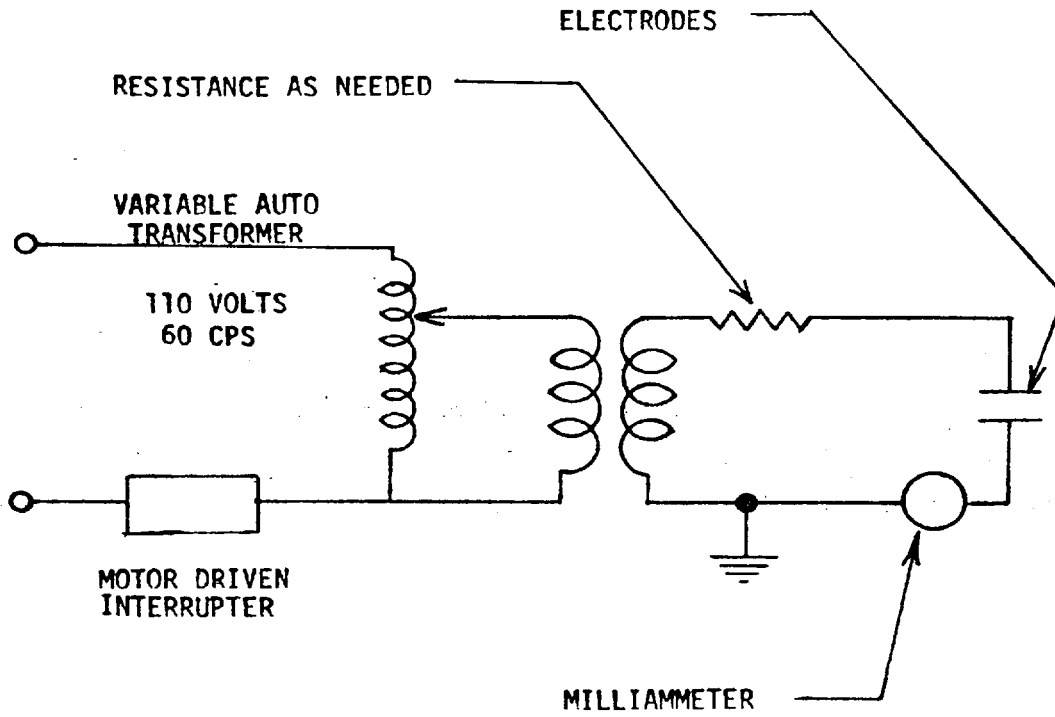 ELECTRODES
RESISTANCE AS NEEDED
VARIABLE AUTO
TRANSFORMER
110 VOLTS
60 CPS
MOTOR DRIVEN
INTERRUPTER
MILLIAMMETER